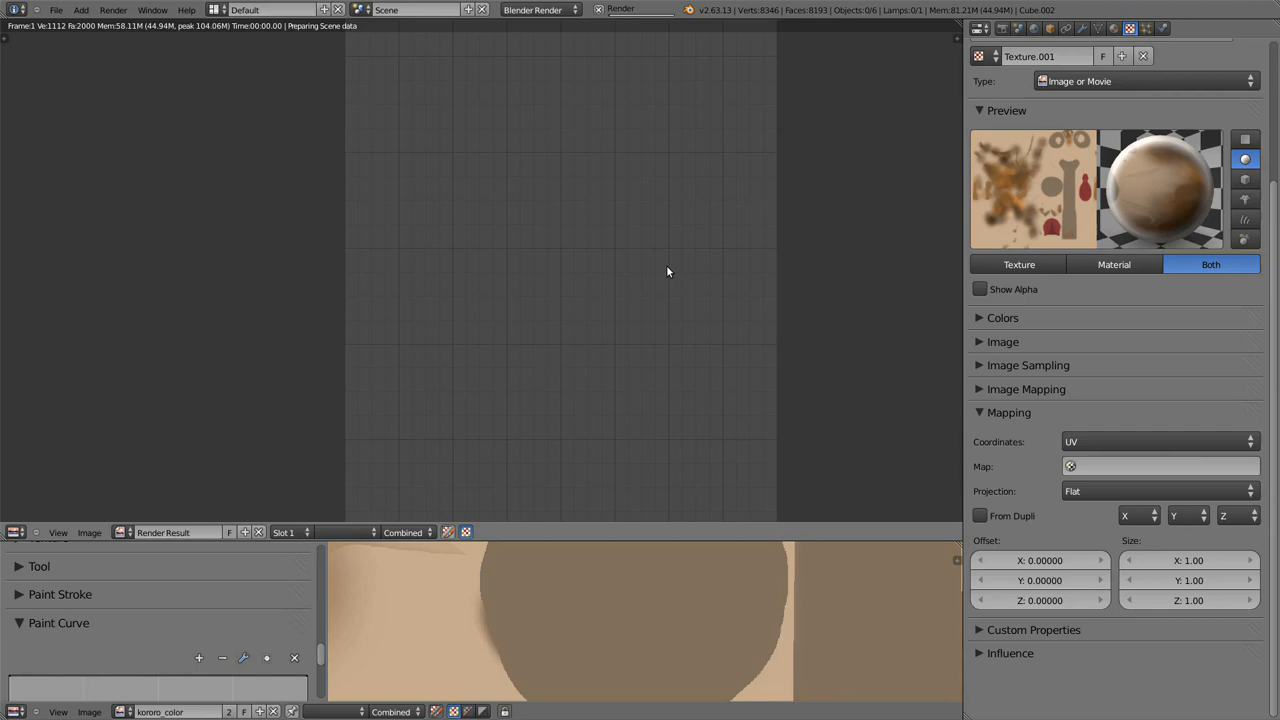 File Add Render Window Help Default Scene Blender Render Render v2.63.13 | Verts:8346 | Faces:8193 | Objects:0/6 | Lamps:0/1 | Mem:81.21M (44.94M) | Cube.002
Frame:1 Ve:1112 Fa:2000 Mem:58.11M (44.94M, peak 104.06M) Time:00:00.00 | Preparing Scene data
Texture.001 F
Type: Image or Movie
Preview
Texture Material Both
Show Alpha
Colors
Image
Image Sampling
Image Mapping
Mapping
Coordinates: UV
Map:
Projection: Flat
From Dupli X Y Z
Offset: Size:
X: 0.00000 X: 1.00
Y: 0.00000 Y: 1.00
Z: 0.00000 Z: 1.00
Custom Properties
Influence
View Image Render Result F Slot 1 Combined
Tool
Paint Stroke
Paint Curve
View Image kororo_color 2 F Combined